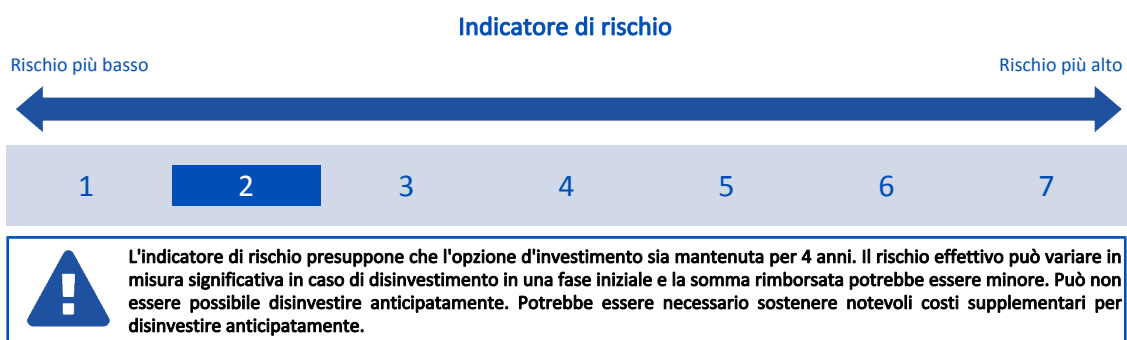 Indicatore di rischio
Rischio più basso
Rischio più alto
1 2 3 4 5 6 7
L'indicatore di rischio presuppone che l'opzione d'investimento sia mantenuta per 4 anni. Il rischio effettivo può variare in
misura significativa in caso di disinvestimento in una fase iniziale e la somma rimborsata potrebbe essere minore. Può non
essere possibile disinvestire anticipatamente. Potrebbe essere necessario sostenere notevoli costi supplementari per
disinvestire anticipatamente.